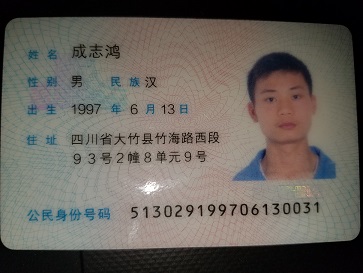 姓名 成志鸿
性别 男 民族 汉
出生 1997 年 6 月 13 日
住址 四川省大竹县竹海路西段
93号2幢8单元9号
公民身份号码 513029199706130031